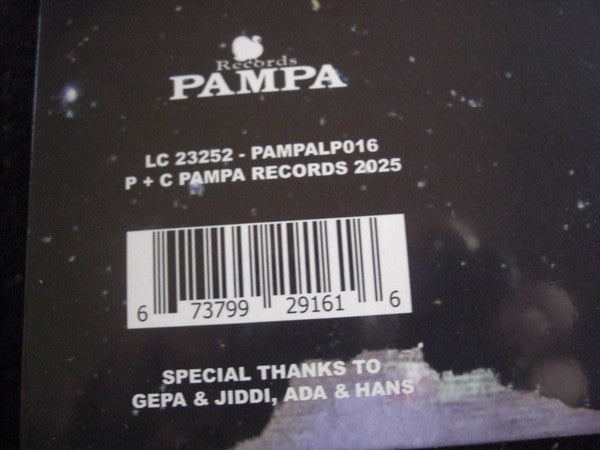 Records
PAMPA
LC 23252 - PAMPALP016
P + C PAMPA RECORDS 2025
6 73799 29161 6
SPECIAL THANKS TO
GEPA & JIDDI, ADA & HANS